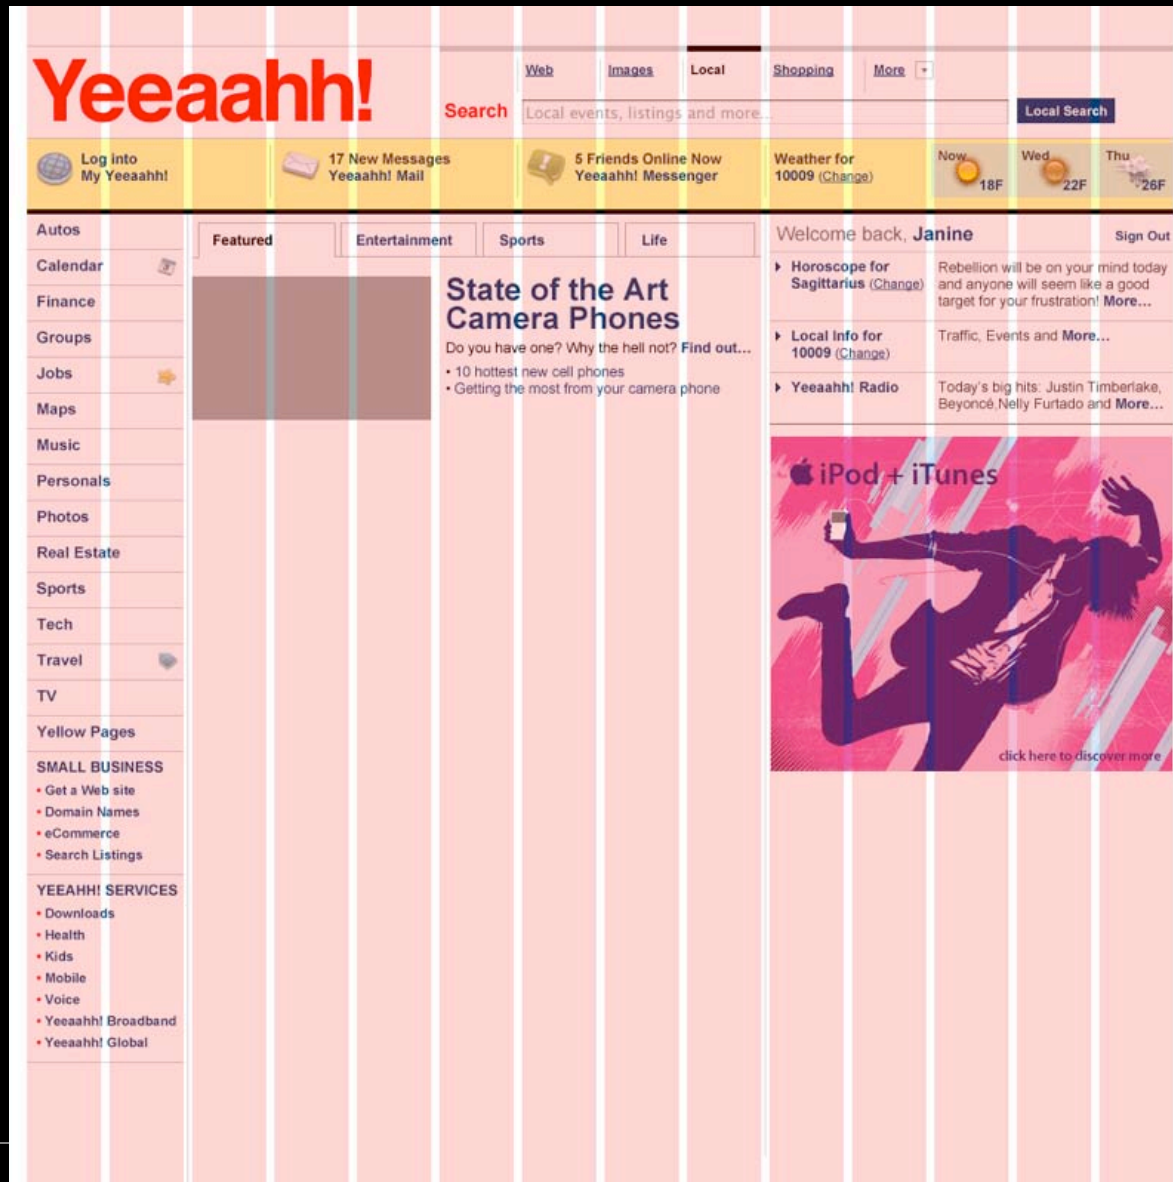 Yeeaahh!
Web
Images
Local
Shopping
More
Search
Local events, listings and more...
Local Search
Log into
My Yeeaahh!
17 New Messages
Yeeaahh! Mail
5 Friends Online Now
Yeeaahh! Messenger
Weather for
10009 (Change)
Now
18F
Wed
22F
Thu
26F
Autos
Calendar
Finance
Groups
Jobs
Maps
Music
Personals
Photos
Real Estate
Sports
Tech
Travel
TV
Yellow Pages
SMALL BUSINESS
• Get a Web site
• Domain Names
• eCommerce
• Search Listings
YEEAHH! SERVICES
• Downloads
• Health
• Kids
• Mobile
• Voice
• Yeeaahh! Broadband
• Yeeaahh! Global
Featured
Entertainment
Sports
Life
State of the Art
Camera Phones
Do you have one? Why the hell not? Find out...
• 10 hottest new cell phones
• Getting the most from your camera phone
Welcome back, Janine
Sign Out
Horoscope for
Sagittarius (Change)
Rebellion will be on your mind today
and anyone will seem like a good
target for your frustration! More...
Local Info for
10009 (Change)
Traffic, Events and More...
Yeeaahh! Radio
Today's big hits: Justin Timberlake,
Beyoncé,Nelly Furtado and More...
iPod + iTunes
click here to discover more